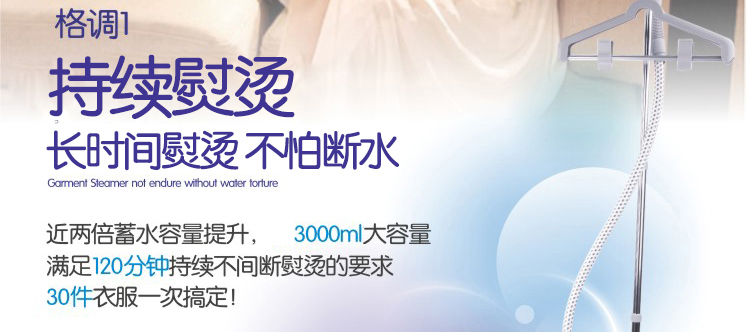 格调1
持续熨烫
长时间熨烫 不怕断水
Garment Steamer not endure without water torture
近两倍蓄水容量提升， 3000ml大容量
满足120分钟持续不间断熨烫的要求
30件衣服一次搞定!